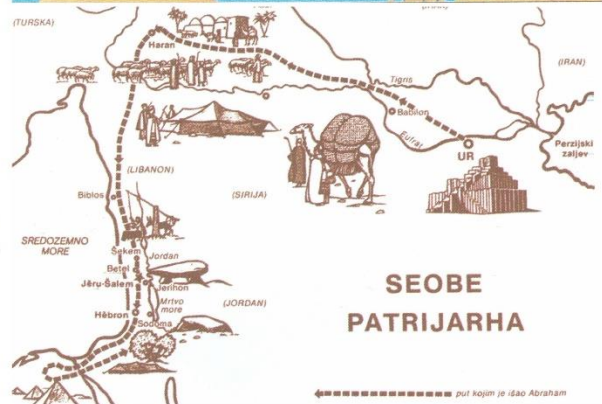 (TURSKA)
Haran
(IRAN)
Tigris
Babilon
Eufrat
UR
Perzijski
zaljev
(LIBANON)
Biblos
(SIRIJA)
SREDOZEMNO
MORE
Šekem
Jordan
Betel
Jeru-Šalem
Jerihon
Mrtvo
more
(JORDAN)
Hebron
Sodoma
SEOBE
PATRIJARHA
put kojim je išao Abraham